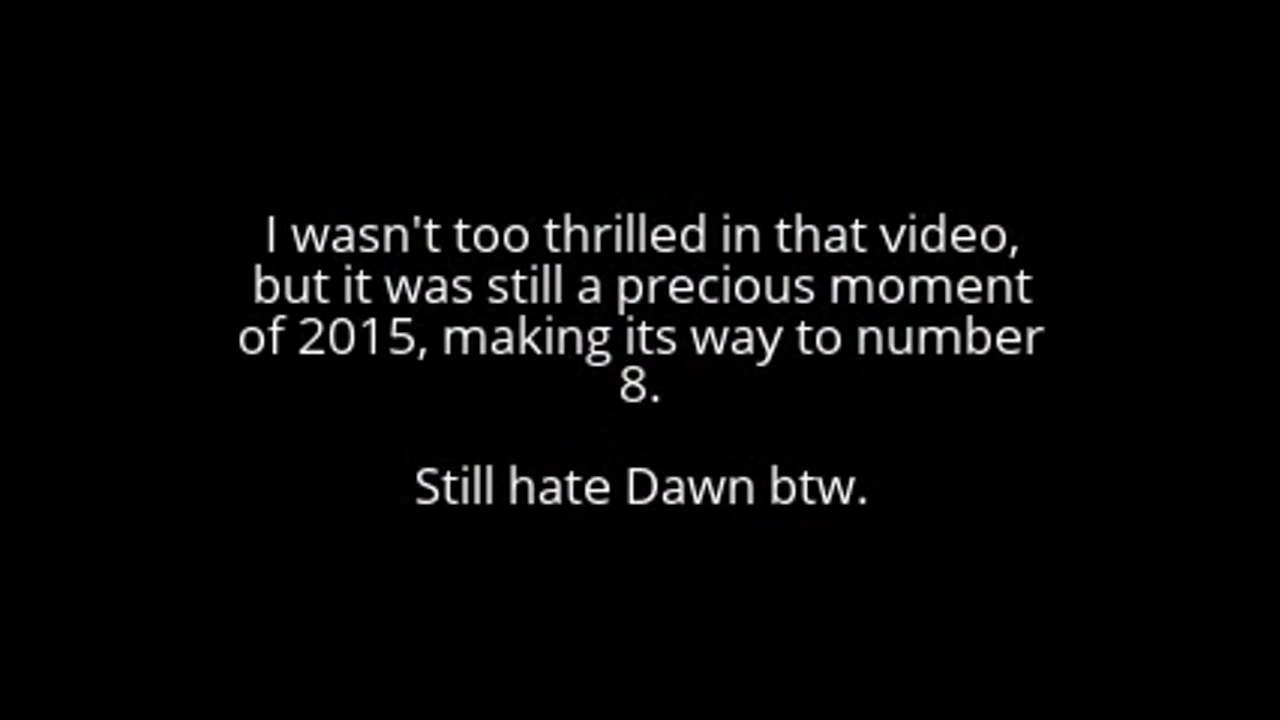 I wasn't too thrilled in that video,
but it was still a precious moment
of 2015, making its way to number
8.
Still hate Dawn btw.